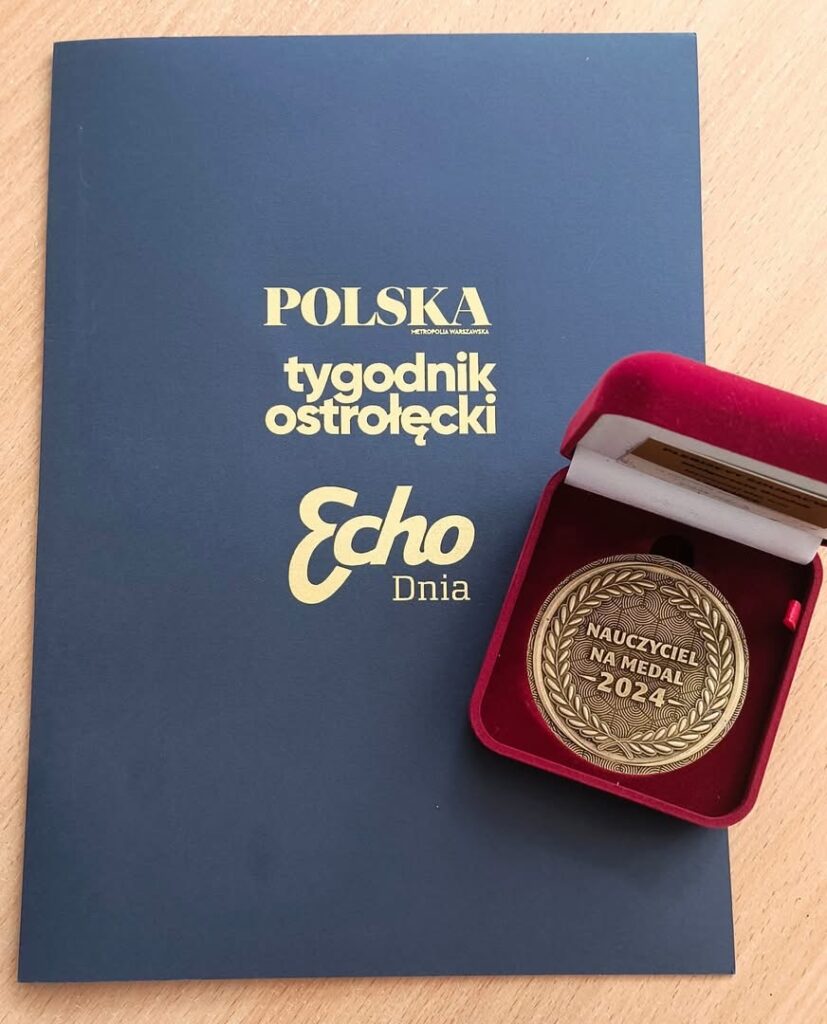 POLSKA
METROPOLIA WARSZAWSKA
tygodnik
ostrołęcki
Echo
Dnia
NAUCZYCIEL
NA MEDAL
-2024-